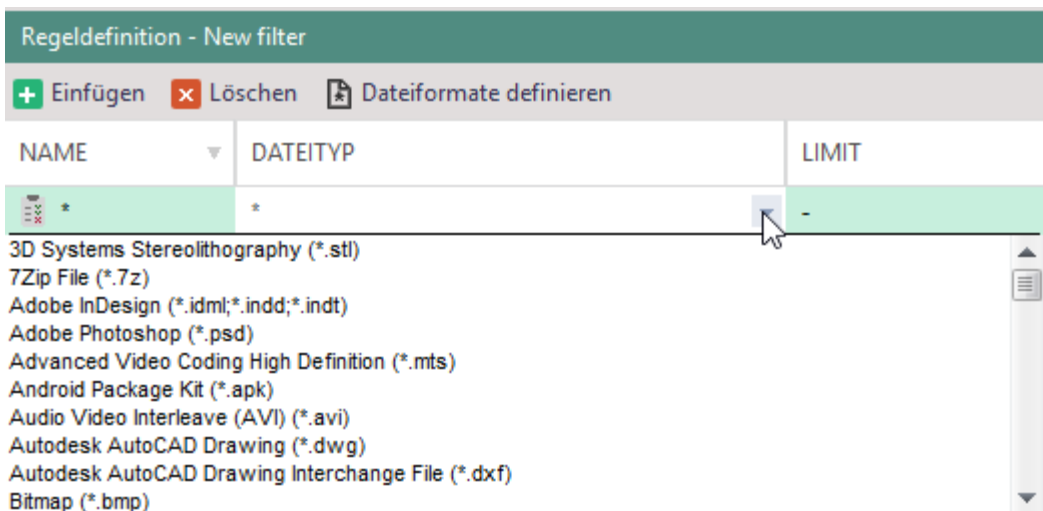 Regeldefinition - New filter
Einfügen Löschen Dateiformate definieren
NAME DATEITYP LIMIT
* * -
3D Systems Stereolithography (*.stl)
7Zip File (*.7z)
Adobe InDesign (*.idml;*.indd;*.indt)
Adobe Photoshop (*.psd)
Advanced Video Coding High Definition (*.mts)
Android Package Kit (*.apk)
Audio Video Interleave (AVI) (*.avi)
Autodesk AutoCAD Drawing (*.dwg)
Autodesk AutoCAD Drawing Interchange File (*.dxf)
Bitmap (*.bmp)